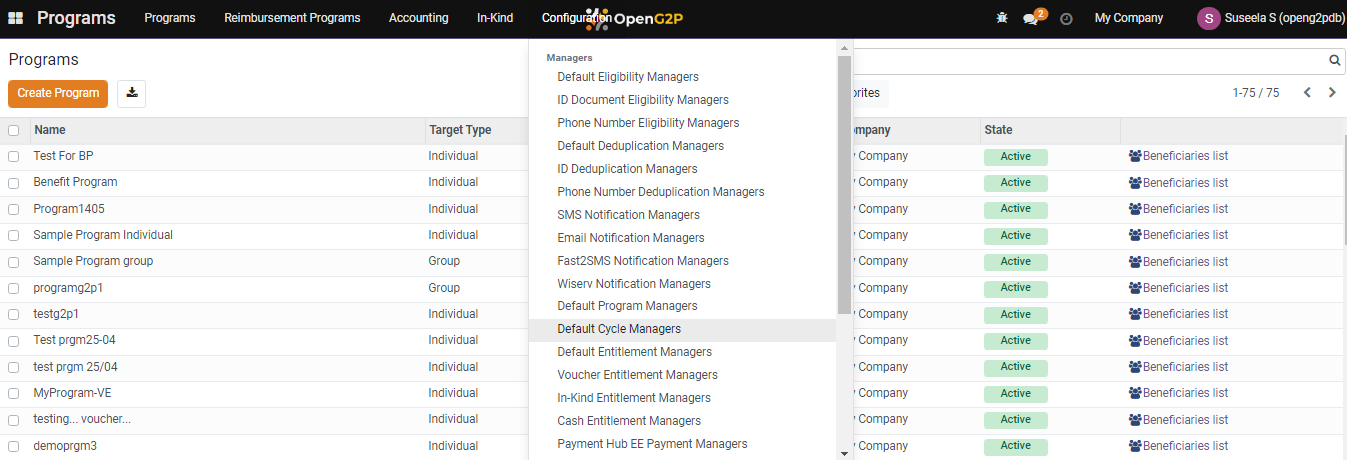 Programs Programs Reimbursement Programs Accounting In-Kind Configuration OpenG2P 2 My Company S Suseela S (openg2pdb)
Programs
Create Program
orites 1-75 / 75
Managers
Default Eligibility Managers
ID Document Eligibility Managers
Phone Number Eligibility Managers
Default Deduplication Managers
ID Deduplication Managers
Phone Number Deduplication Managers
SMS Notification Managers
Email Notification Managers
Fast2SMS Notification Managers
Wiserv Notification Managers
Default Program Managers
Default Cycle Managers
Default Entitlement Managers
Voucher Entitlement Managers
In-Kind Entitlement Managers
Cash Entitlement Managers
Payment Hub EE Payment Managers
Name Target Type mpany State
Test For BP Individual Company Active Beneficiaries list
Benefit Program Individual Company Active Beneficiaries list
Program1405 Individual Company Active Beneficiaries list
Sample Program Individual Individual Company Active Beneficiaries list
Sample Program group Group Company Active Beneficiaries list
programg2p1 Group Company Active Beneficiaries list
testg2p1 Individual Company Active Beneficiaries list
Test prgm25-04 Individual Company Active Beneficiaries list
test prgm 25/04 Individual Company Active Beneficiaries list
MyProgram-VE Individual Company Active Beneficiaries list
testing... voucher... Individual Company Active Beneficiaries list
demoprgm3 Individual Company Active Beneficiaries list